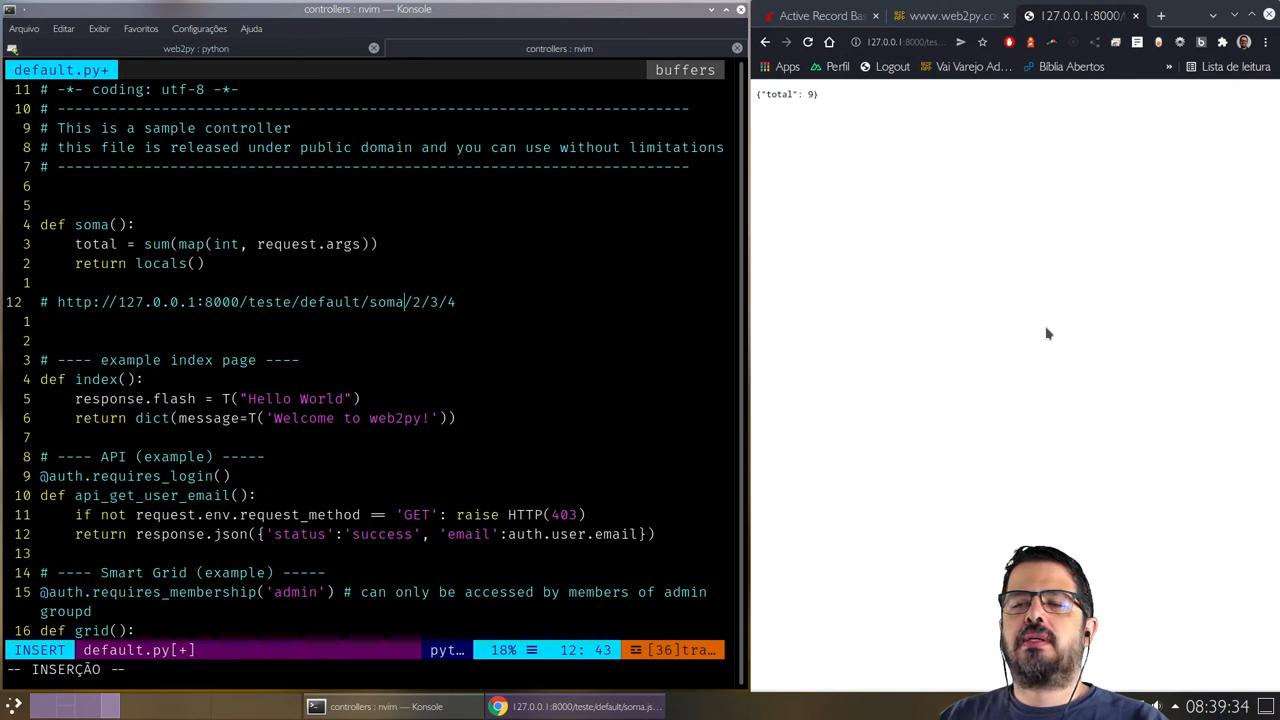 controllers : nvim — Konsole
Arquivo Editar Exibir Favoritos Configurações Ajuda
web2py : python
controllers : nvim
default.py+
buffers
11 # -*- coding: utf-8 -*-
10 # -------------------------------------------------------------------------
9 # This is a sample controller
8 # this file is released under public domain and you can use without limitations
7 # -------------------------------------------------------------------------
6
5
4 def soma():
3     total = sum(map(int, request.args))
2     return locals()
1
12 # http://127.0.0.1:8000/teste/default/soma/2/3/4
1
2
3 # ---- example index page ----
4 def index():
5     response.flash = T("Hello World")
6     return dict(message=T('Welcome to web2py!'))
7
8 # ---- API (example) -----
9 @auth.requires_login()
10 def api_get_user_email():
11     if not request.env.request_method == 'GET': raise HTTP(403)
12     return response.json({'status':'success', 'email':auth.user.email})
13
14 # ---- Smart Grid (example) -----
15 @auth.requires_membership('admin') # can only be accessed by members of admin
groupd
16 def grid():
INSERT default.py[+] pyt… 18% 12: 43 [36]tra…
-- INSERÇÃO --
Active Record Ba
www.web2py.co
127.0.0.1:8000/
127.0.0.1:8000/tes…
Apps Perfil Logout Vai Varejo Ad… Bíblia Abertos » Lista de leitura
{"total": 9}
controllers : nvim — Konsole
127.0.0.1:8000/teste/default/soma.js…
08:39:34